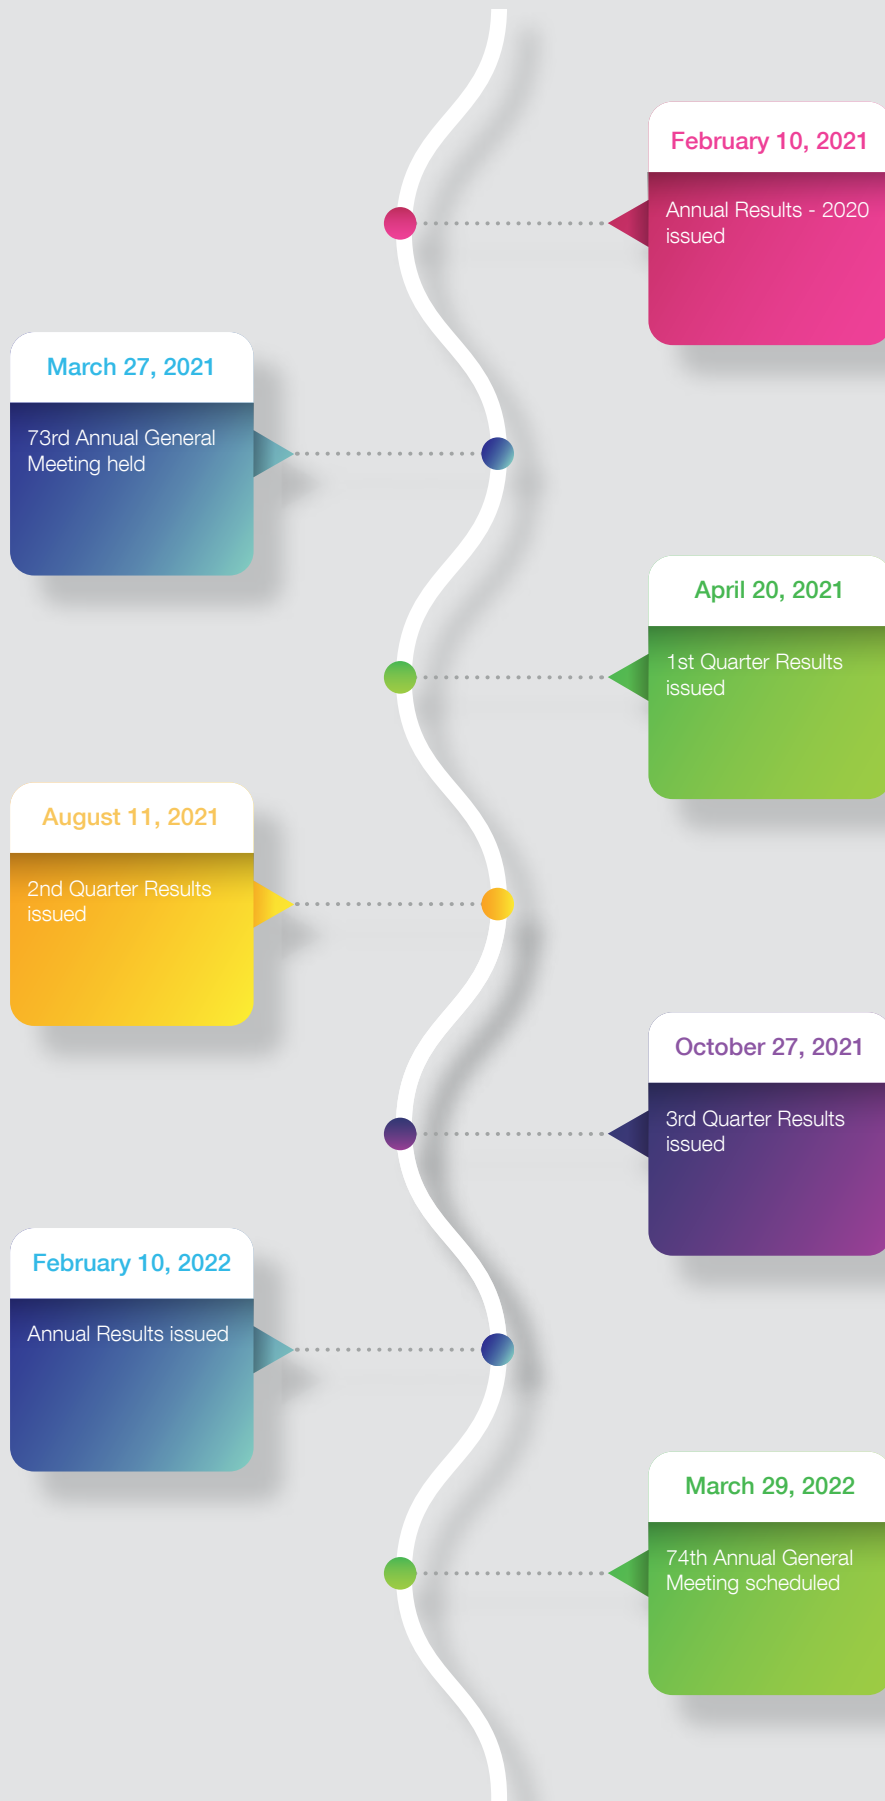 February 10, 2021
Annual Results - 2020
issued
March 27, 2021
73rd Annual General
Meeting held
April 20, 2021
1st Quarter Results
issued
August 11, 2021
2nd Quarter Results
issued
October 27, 2021
3rd Quarter Results
issued
February 10, 2022
Annual Results issued
March 29, 2022
74th Annual General
Meeting scheduled